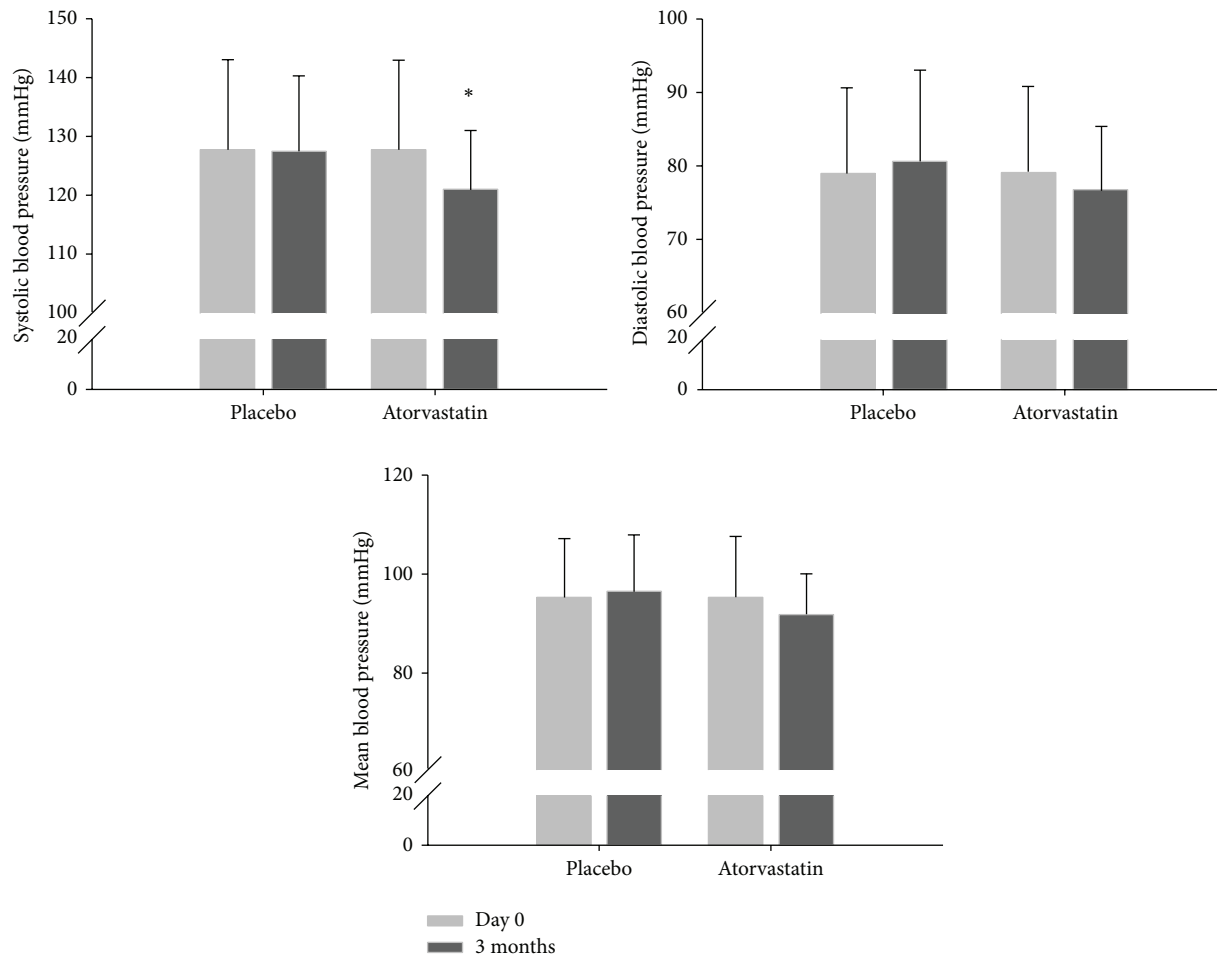 Systolic blood pressure (mmHg)
150
140
130
120
110
100
20
0
*
Placebo
Atorvastatin
Diastolic blood pressure (mmHg)
100
90
80
70
60
20
0
Placebo
Atorvastatin
Mean blood pressure (mmHg)
120
100
80
60
20
0
Placebo
Atorvastatin
Day 0
3 months